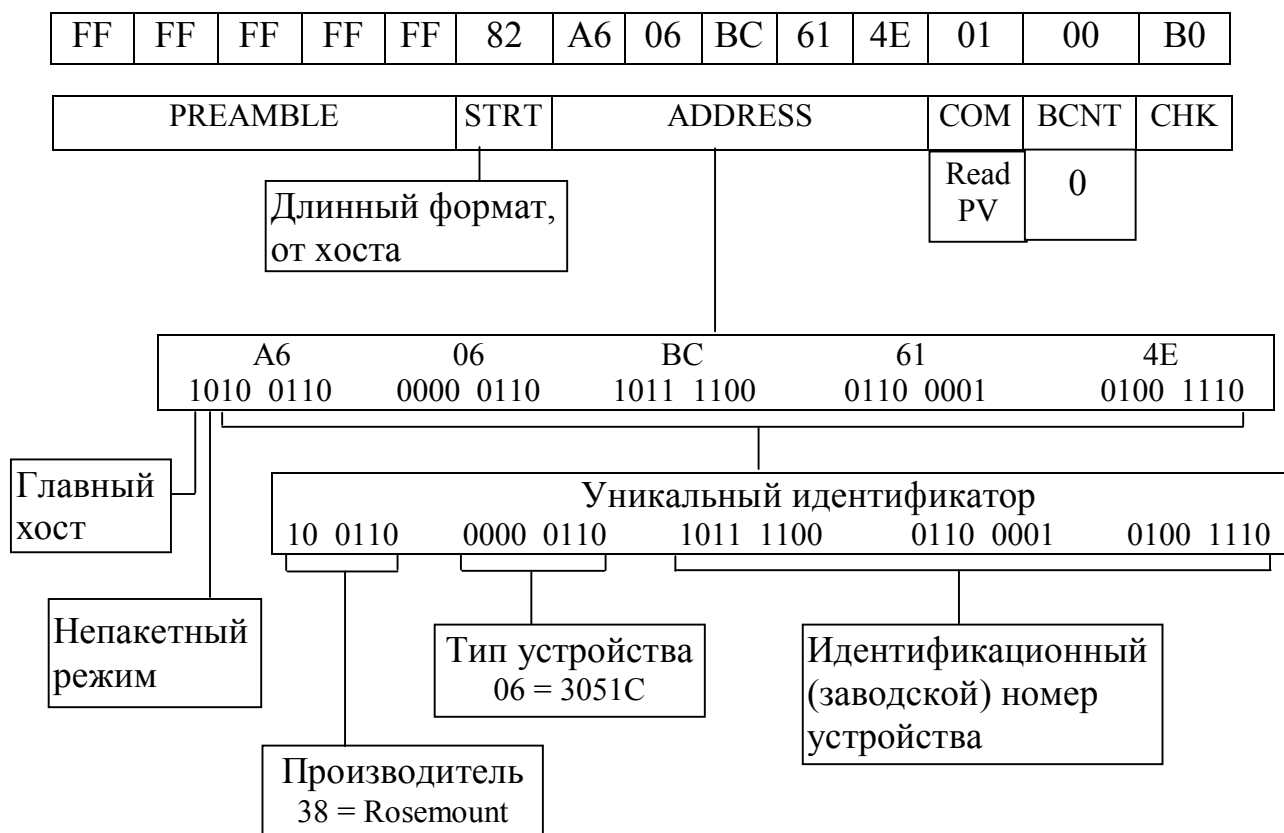 FF FF FF FF FF 82 A6 06 BC 61 4E 01 00 B0
PREAMBLE STRT ADDRESS COM BCNT CHK
Read
PV
0
Длинный формат,
от хоста
A6 06 BC 61 4E
1010 0110 0000 0110 1011 1100 0110 0001 0100 1110
Главный
хост
Уникальный идентификатор
10 0110 0000 0110 1011 1100 0110 0001 0100 1110
Непакетный
режим
Тип устройства
06 = 3051C
Идентификационный
(заводской) номер
устройства
Производитель
38 = Rosemount